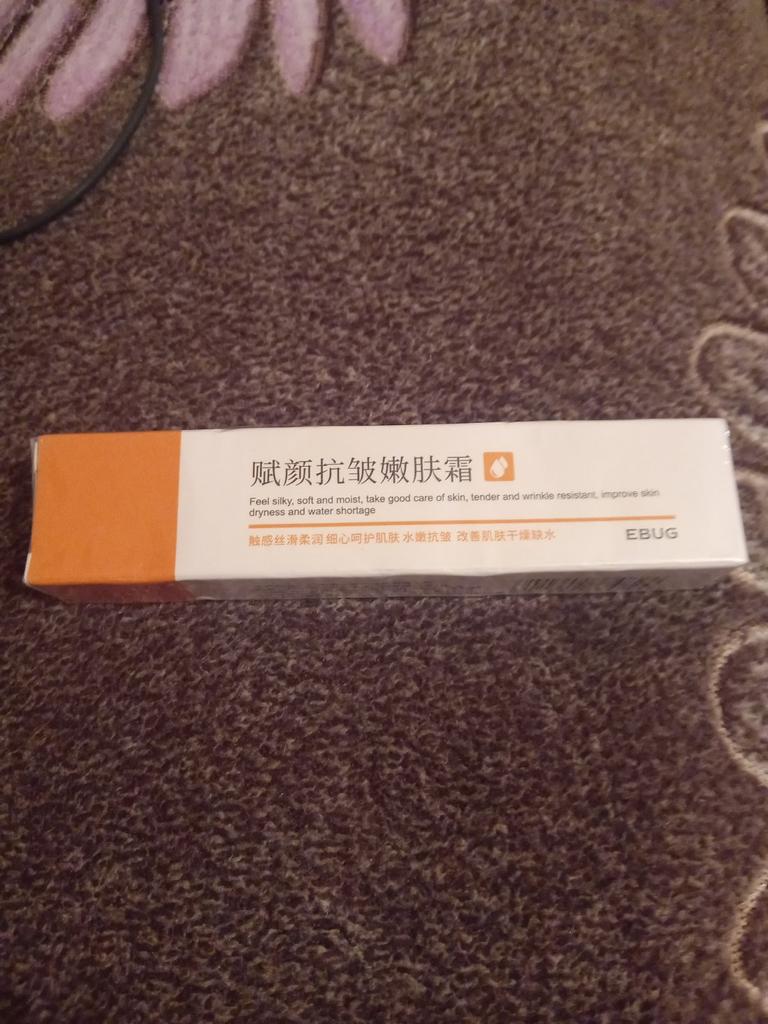 赋颜抗皱嫩肤霜
Feel silky, soft and moist, take good care of skin, tender and wrinkle resistant, improve skin
dryness and water shortage
触感丝滑柔润 细心呵护肌肤 水嫩抗皱 改善肌肤干燥缺水
EBUG